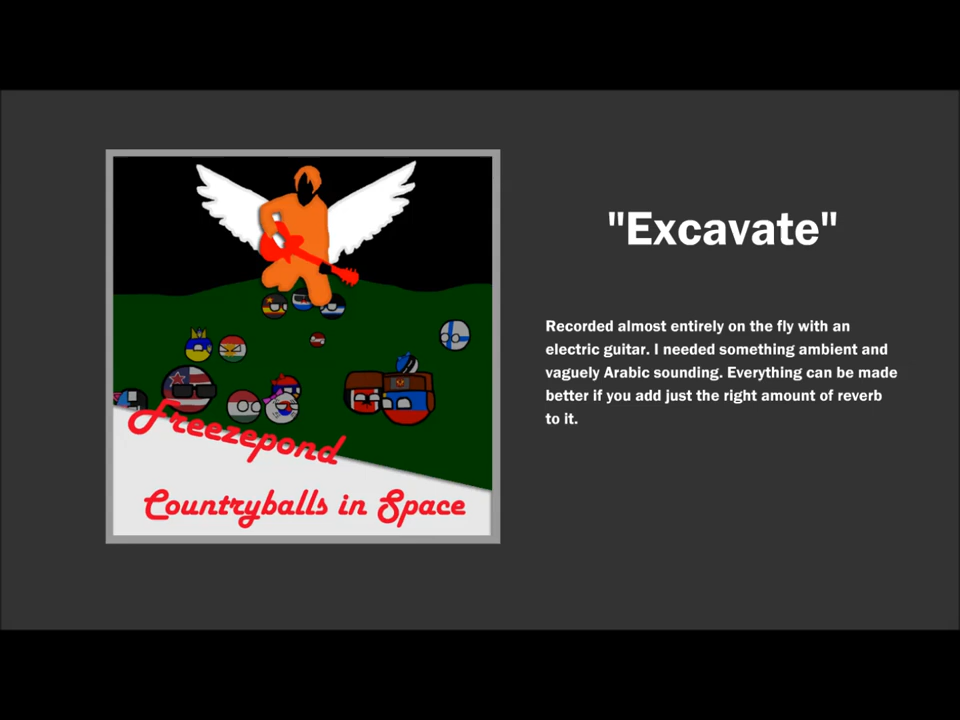 "Excavate"
Recorded almost entirely on the fly with an
electric guitar. I needed something ambient and
vaguely Arabic sounding. Everything can be made
better if you add just the right amount of reverb
to it.
Freezepond
Countryballs in Space